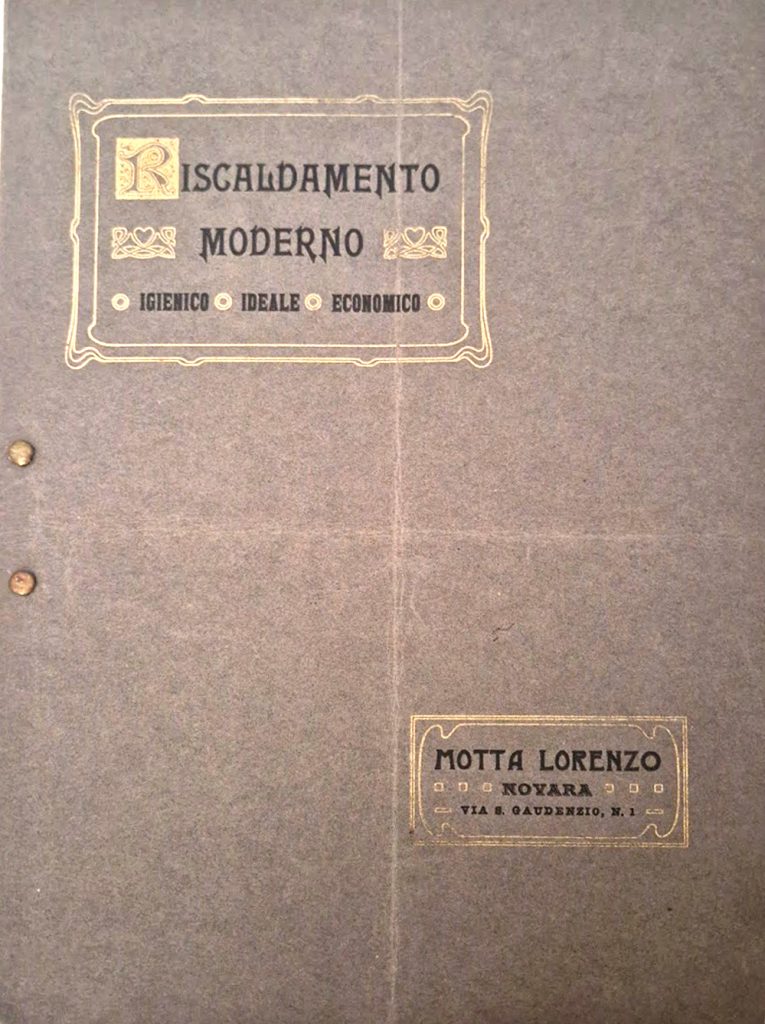 RISCALDAMENTO
MODERNO
IGIENICO IDEALE ECONOMICO
MOTTA LORENZO
NOVARA
VIA S. GAUDENZIO, N. 1